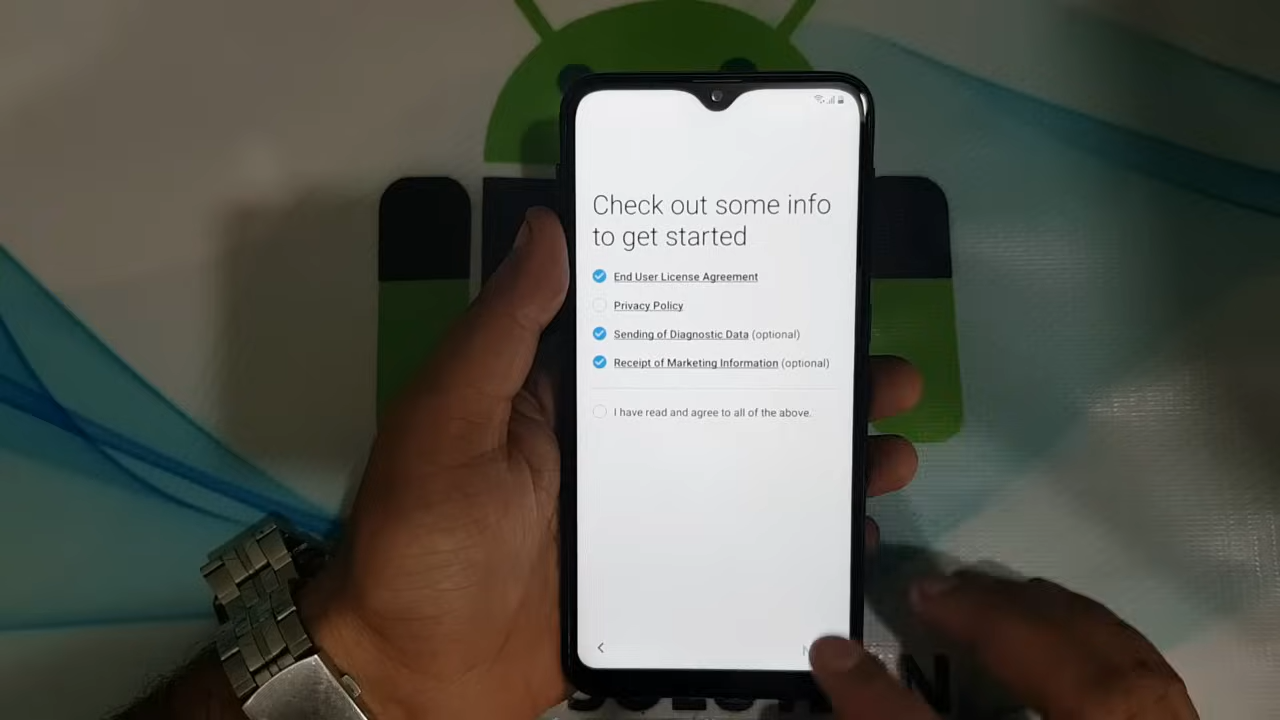 Check out some info
to get started
End User License Agreement
Privacy Policy
Sending of Diagnostic Data (optional)
Receipt of Marketing Information (optional)
I have read and agree to all of the above.